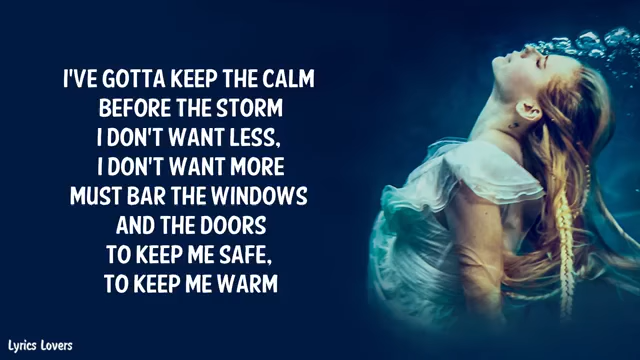 I'VE GOTTA KEEP THE CALM
BEFORE THE STORM
I DON'T WANT LESS,
I DON'T WANT MORE
MUST BAR THE WINDOWS
AND THE DOORS
TO KEEP ME SAFE,
TO KEEP ME WARM
Lyrics Lovers